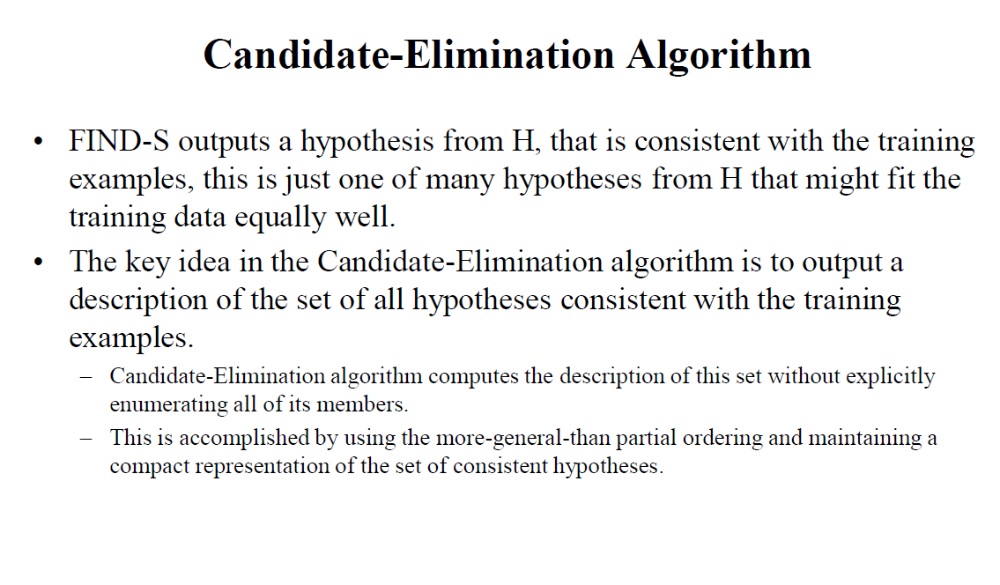 Candidate-Elimination Algorithm
• FIND-S outputs a hypothesis from H, that is consistent with the training
examples, this is just one of many hypotheses from H that might fit the
training data equally well.
• The key idea in the Candidate-Elimination algorithm is to output a
description of the set of all hypotheses consistent with the training
examples.
– Candidate-Elimination algorithm computes the description of this set without explicitly
enumerating all of its members.
– This is accomplished by using the more-general-than partial ordering and maintaining a
compact representation of the set of consistent hypotheses.